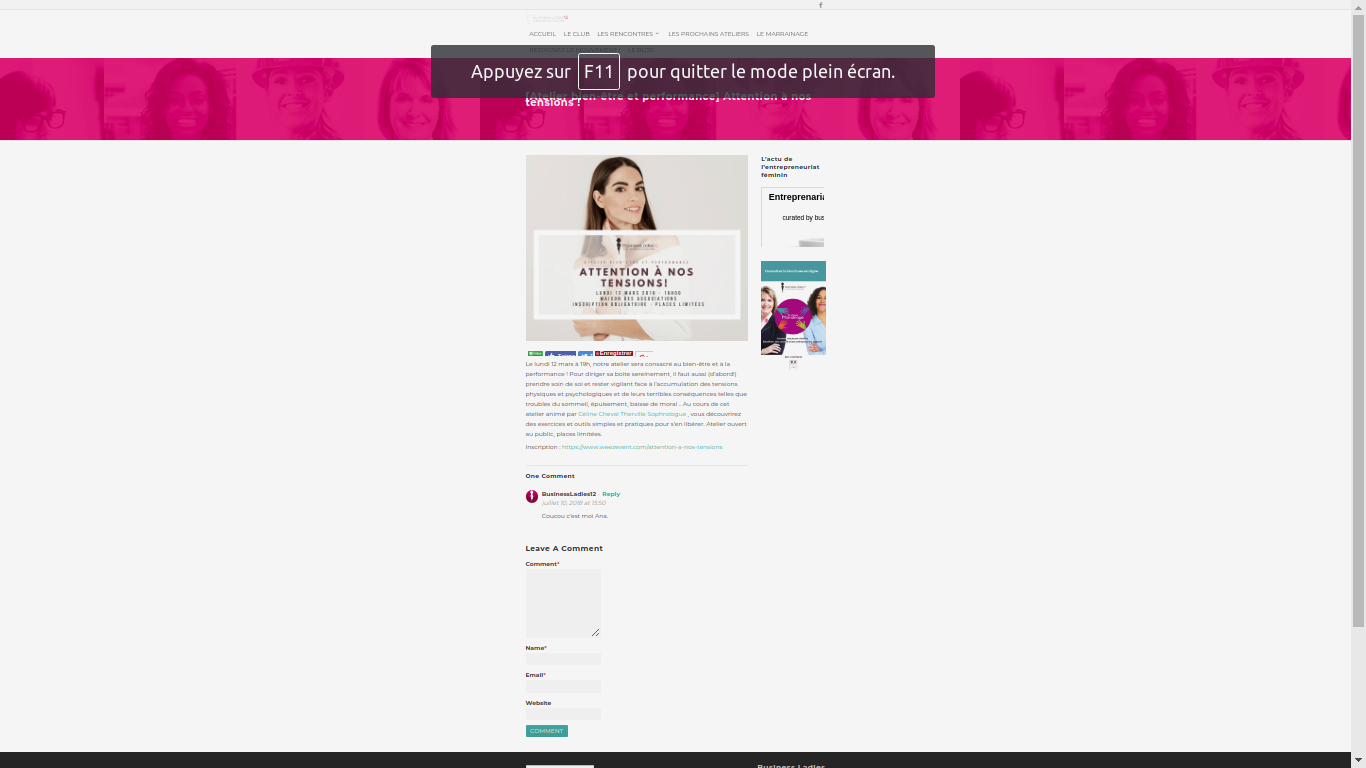 ACCUEIL LE CLUB LES RENCONTRES LES PROCHAINS ATELIERS LE MARRAINAGE
Appuyez sur F11 pour quitter le mode plein écran.
[Atelier bien-être et performance] Attention à nos
tensions !
L'actu de
l'entrepreneuriat
féminin
Entreprenaria
curated by bus
ATELIER BIEN-ÊTRE ET PERFORMANCE
ATTENTION À NOS
TENSIONS!
LUNDI 12 MARS 2018 - 19H00
MAISON DES ASSOCIATIONS
INSCRIPTION OBLIGATOIRE - PLACES LIMITÉES
Enregistrer
Le lundi 12 mars à 19h, notre atelier sera consacré au bien-être et à la
performance ! Pour diriger sa boite sereinement, il faut aussi (d'abord!)
prendre soin de soi et rester vigilant face à l'accumulation des tensions
physiques et psychologiques et de leurs terribles conséquences telles que
troubles du sommeil, épuisement, baisse de moral .. Au cours de cet
atelier animé par Céline Cheval Therville Sophrologue , vous découvrirez
des exercices et outils simples et pratiques pour s'en libérer. Atelier ouvert
au public, places limitées.
Inscription : https://www.weezevent.com/attention-a-nos-tensions
One Comment
BusinessLadies12 - Reply
juillet 10, 2018 at 15:50
Coucou c'est moi Ana.
Leave A Comment
Comment*
Name*
Email*
Website
COMMENT
Business Ladies